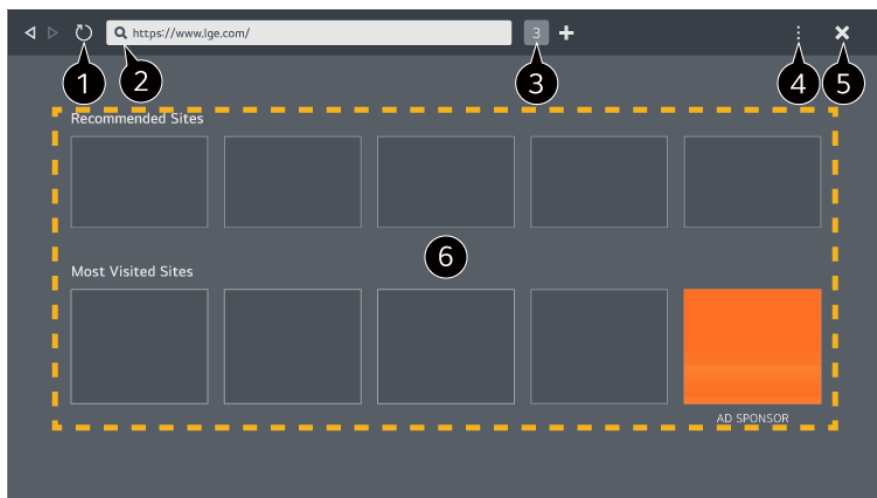 https://www.lge.com/ 3
1 2 3 4 5
Recommended Sites
6
Most Visited Sites
AD SPONSOR